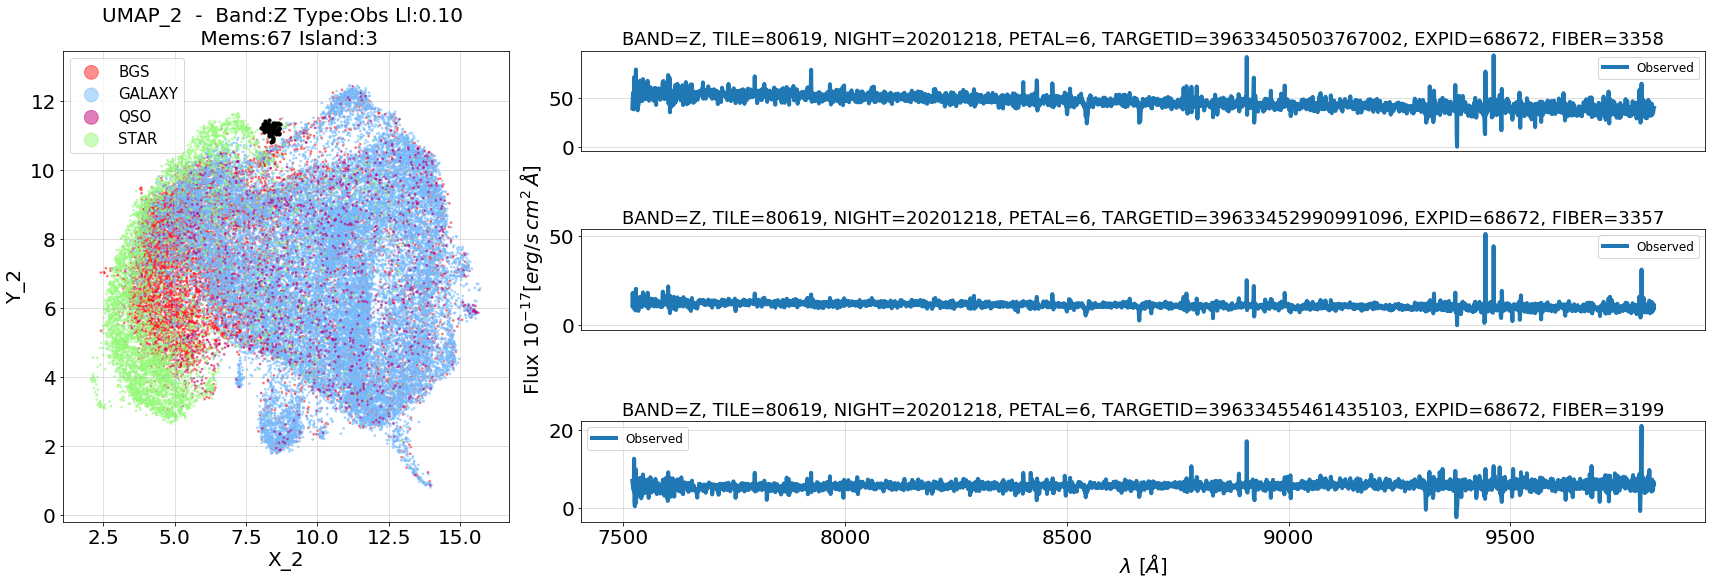 UMAP_2 - Band:Z Type:Obs Ll:0.10
Mems:67 Island:3
BGS
GALAXY
QSO
STAR
12
10
8
6
4
2
0
Y_2
2.5 5.0 7.5 10.0 12.5 15.0
X_2
BAND=Z, TILE=80619, NIGHT=20201218, PETAL=6, TARGETID=39633450503767002, EXPID=68672, FIBER=3358
Observed
50
0
Flux 10⁻¹⁷[erg/s cm² Å]
BAND=Z, TILE=80619, NIGHT=20201218, PETAL=6, TARGETID=39633452990991096, EXPID=68672, FIBER=3357
Observed
50
0
BAND=Z, TILE=80619, NIGHT=20201218, PETAL=6, TARGETID=39633455461435103, EXPID=68672, FIBER=3199
Observed
20
0
7500 8000 8500 9000 9500
λ [Å]